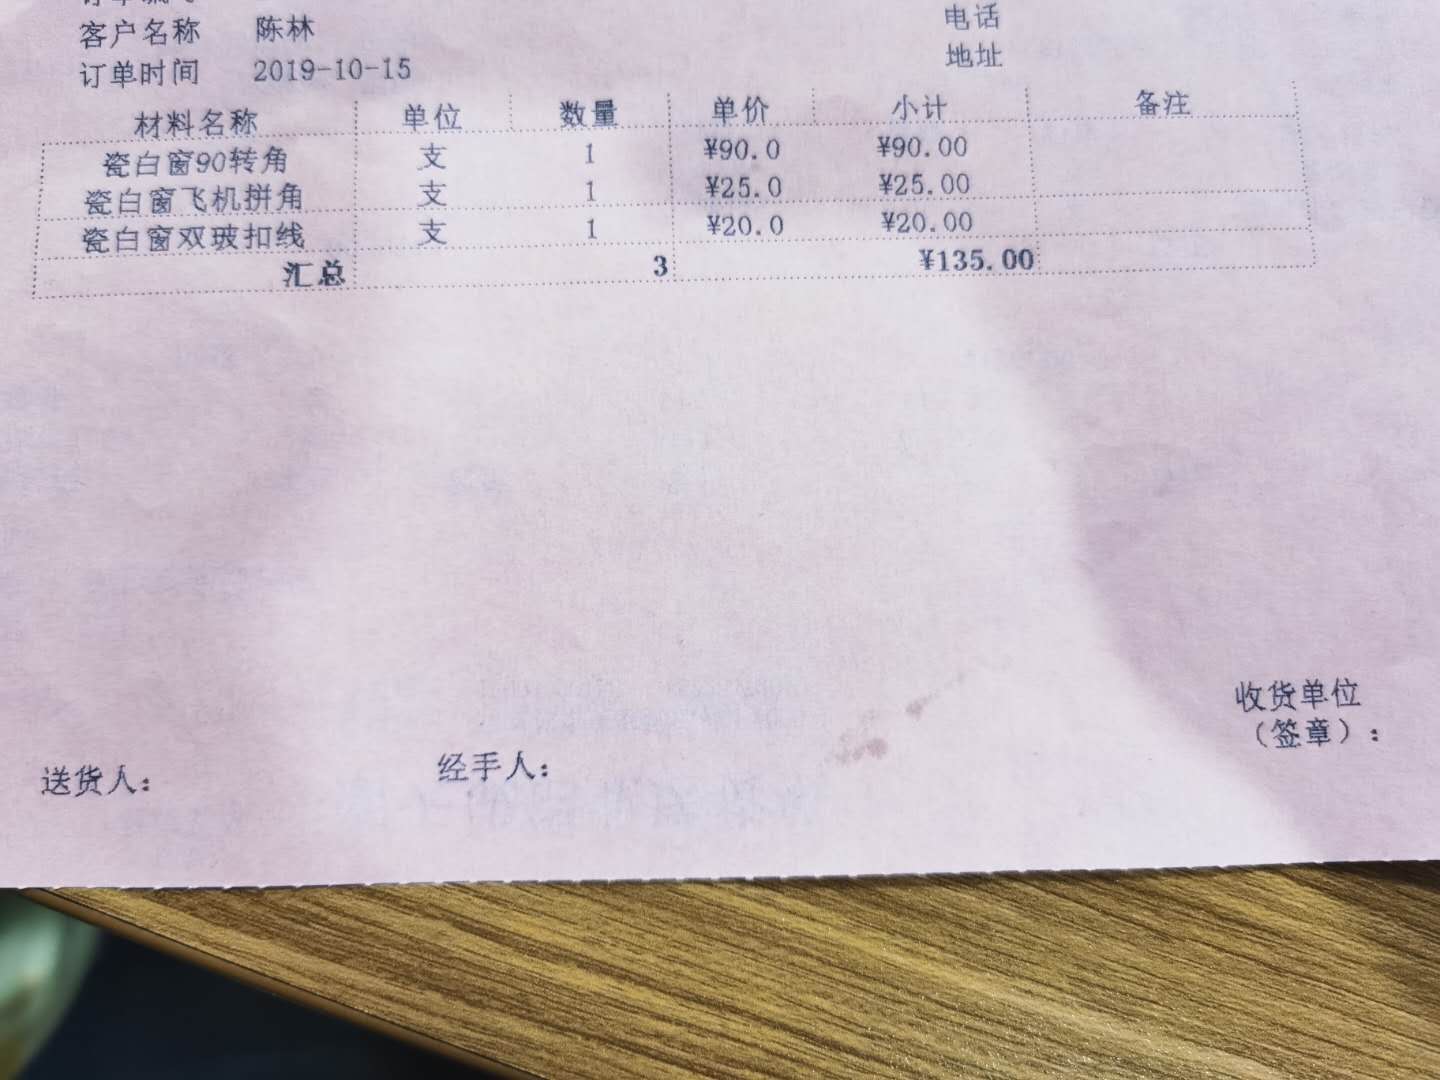 客户名称 陈林 电话
订单时间 2019-10-15 地址
材料名称 单位 数量 单价 小计 备注
瓷白窗90转角 支 1 ¥90.0 ¥90.00
瓷白窗飞机拼角 支 1 ¥25.0 ¥25.00
瓷白窗双玻扣线 支 1 ¥20.0 ¥20.00
汇总 3 ¥135.00
收货单位
（签章）：
送货人： 经手人：